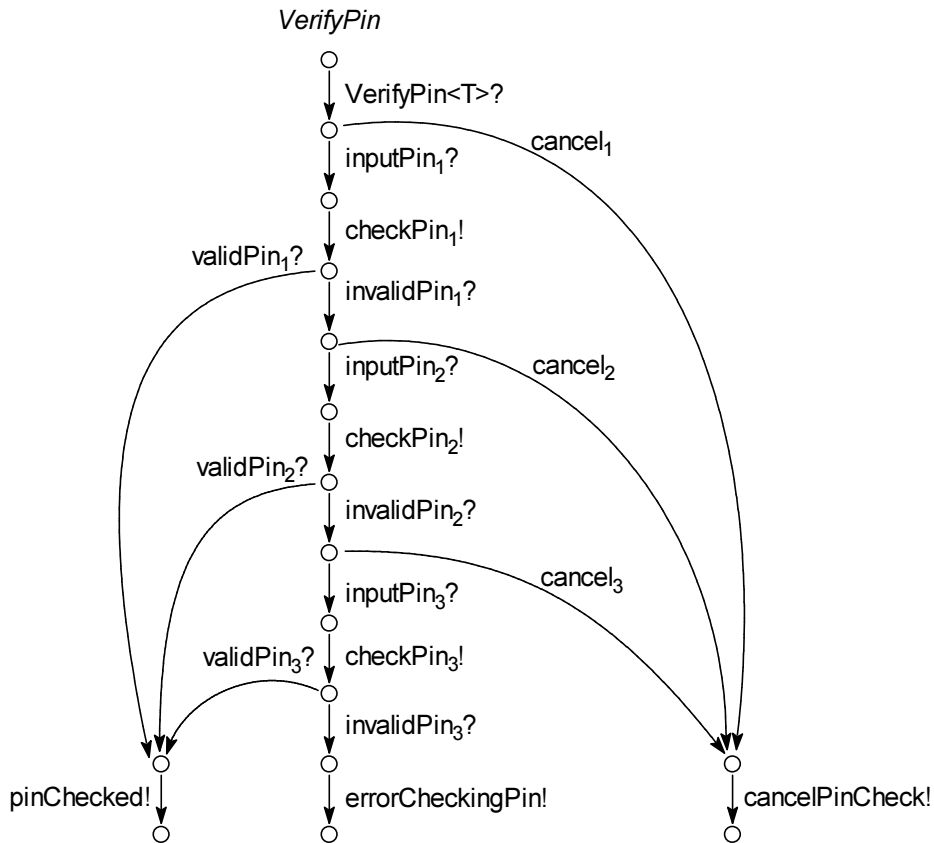 VerifyPin
VerifyPin<T>?
cancel₁
inputPin₁?
checkPin₁!
validPin₁?
invalidPin₁?
inputPin₂?
cancel₂
checkPin₂!
validPin₂?
invalidPin₂?
cancel₃
inputPin₃?
validPin₃?
checkPin₃!
invalidPin₃?
pinChecked!
errorCheckingPin!
cancelPinCheck!